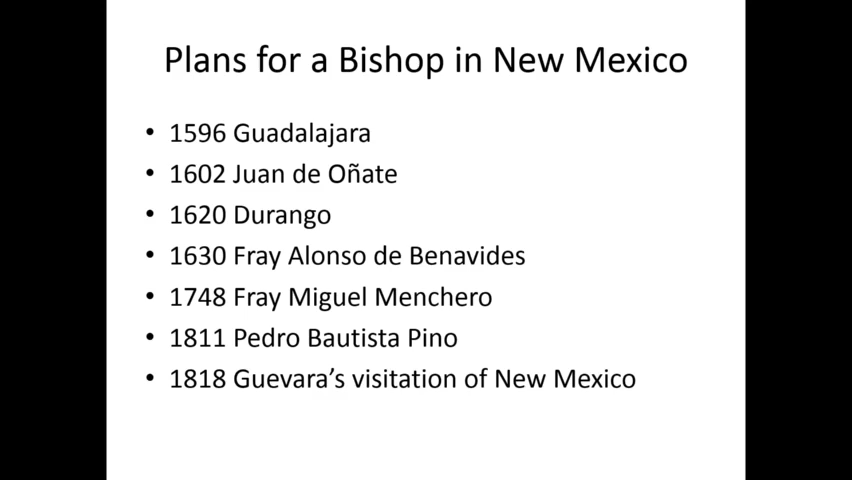 Plans for a Bishop in New Mexico
• 1596 Guadalajara
• 1602 Juan de Oñate
• 1620 Durango
• 1630 Fray Alonso de Benavides
• 1748 Fray Miguel Menchero
• 1811 Pedro Bautista Pino
• 1818 Guevara’s visitation of New Mexico